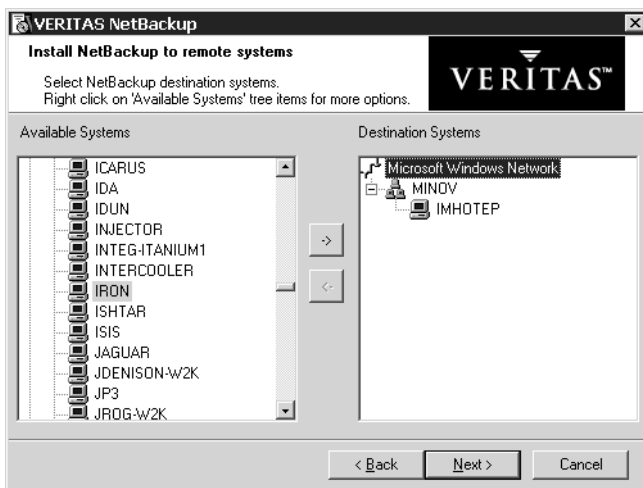 VERITAS NetBackup
Install NetBackup to remote systems
Select NetBackup destination systems.
Right click on 'Available Systems' tree items for more options.
VERITAS™
Available Systems
Destination Systems
ICARUS
IDA
IDUN
INJECTOR
INTEG-ITANIUM1
INTERCOOLER
IRON
ISHTAR
ISIS
JAGUAR
JDENISON-W2K
JP3
JROG-W2K
->
<-
Microsoft Windows Network
MINOV
IMHOTEP
< Back
Next >
Cancel